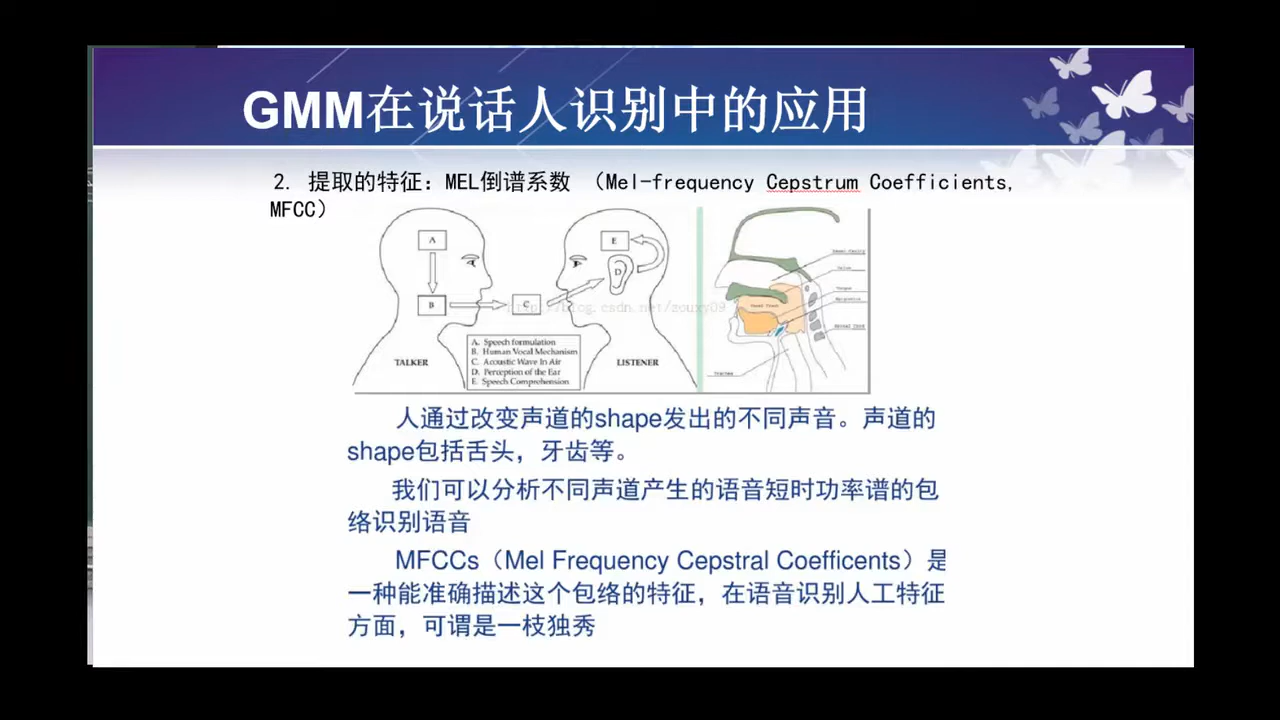 GMM在说话人识别中的应用
2. 提取的特征：MEL倒谱系数 （Mel-frequency Cepstrum Coefficients,
MFCC）
A
E
D
B
C
http://blog.csdn.net/zouxy09
A. Speech formulation
B. Human Vocal Mechanism
C. Acoustic Wave In Air
D. Perception of the Ear
E. Speech Comprehension
TALKER
LISTENER
人通过改变声道的shape发出的不同声音。声道的
shape包括舌头，牙齿等。
我们可以分析不同声道产生的语音短时功率谱的包
络识别语音
MFCCs（Mel Frequency Cepstral Coefficents）是
一种能准确描述这个包络的特征，在语音识别人工特征
方面，可谓是一枝独秀